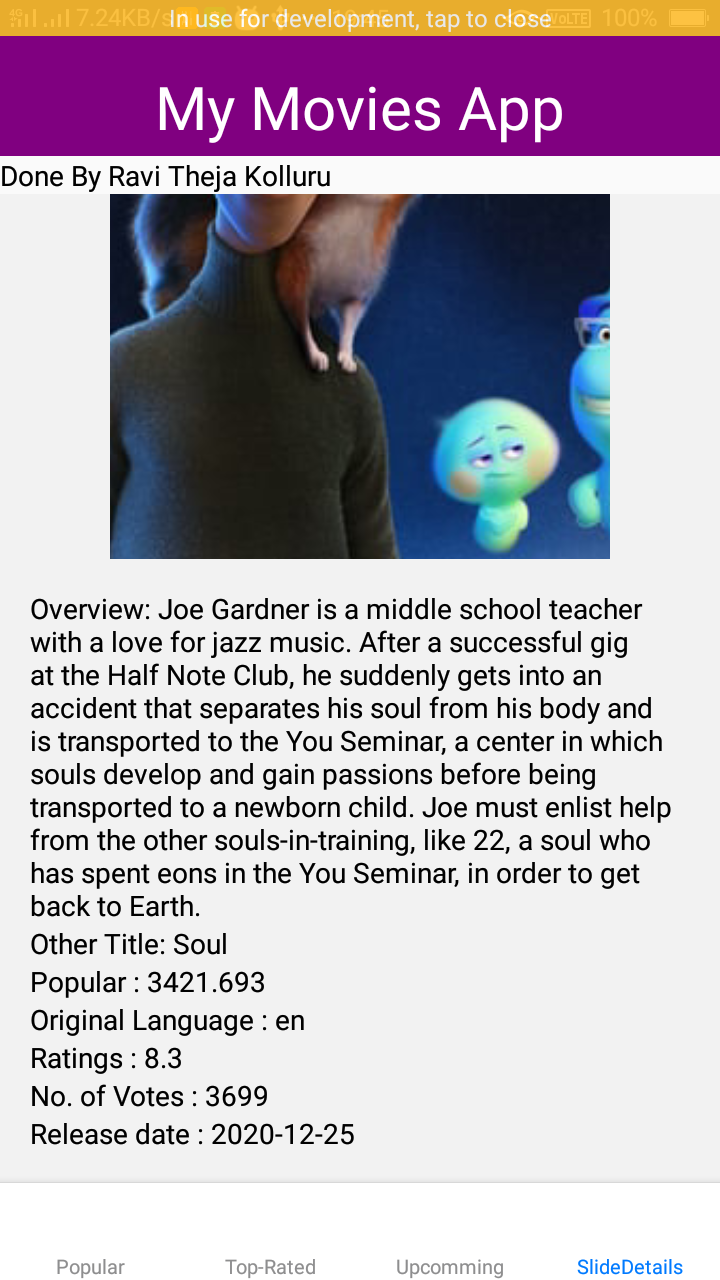 7.24KB/s In use for development, tap to close VoLTE 100%
My Movies App
Done By Ravi Theja Kolluru
Overview: Joe Gardner is a middle school teacher
with a love for jazz music. After a successful gig
at the Half Note Club, he suddenly gets into an
accident that separates his soul from his body and
is transported to the You Seminar, a center in which
souls develop and gain passions before being
transported to a newborn child. Joe must enlist help
from the other souls-in-training, like 22, a soul who
has spent eons in the You Seminar, in order to get
back to Earth.
Other Title: Soul
Popular : 3421.693
Original Language : en
Ratings : 8.3
No. of Votes : 3699
Release date : 2020-12-25
Popular Top-Rated Upcomming SlideDetails